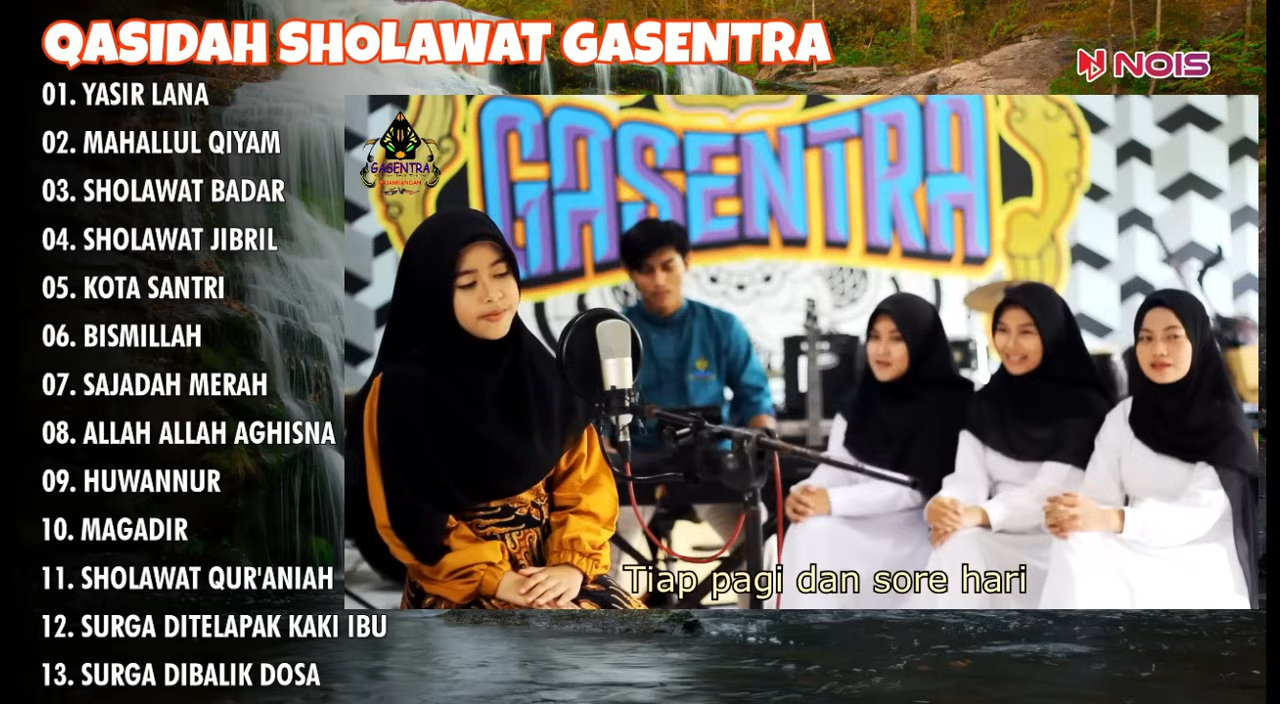 QASIDAH SHOLAWAT GASENTRA
NOIS
01. YASIR LANA
02. MAHALLUL QIYAM
03. SHOLAWAT BADAR
04. SHOLAWAT JIBRIL
05. KOTA SANTRI
06. BISMILLAH
07. SAJADAH MERAH
08. ALLAH ALLAH AGHISNA
09. HUWANNUR
10. MAGADIR
11. SHOLAWAT QUR'ANIAH
12. SURGA DITELAPAK KAKI IBU
13. SURGA DIBALIK DOSA
GASENTRA
GASENTRA
PAJAMPANGAN
Tiap pagi dan sore hari